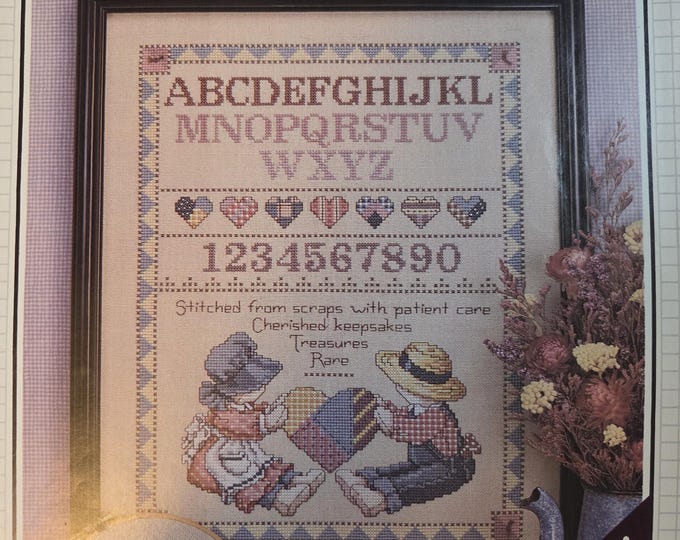 ABCDEFGHIJKL
MNOPQRSTUV
WXYZ
1234567890
Stitched from scraps with patient care
Cherished keepsakes
Treasures
Rare